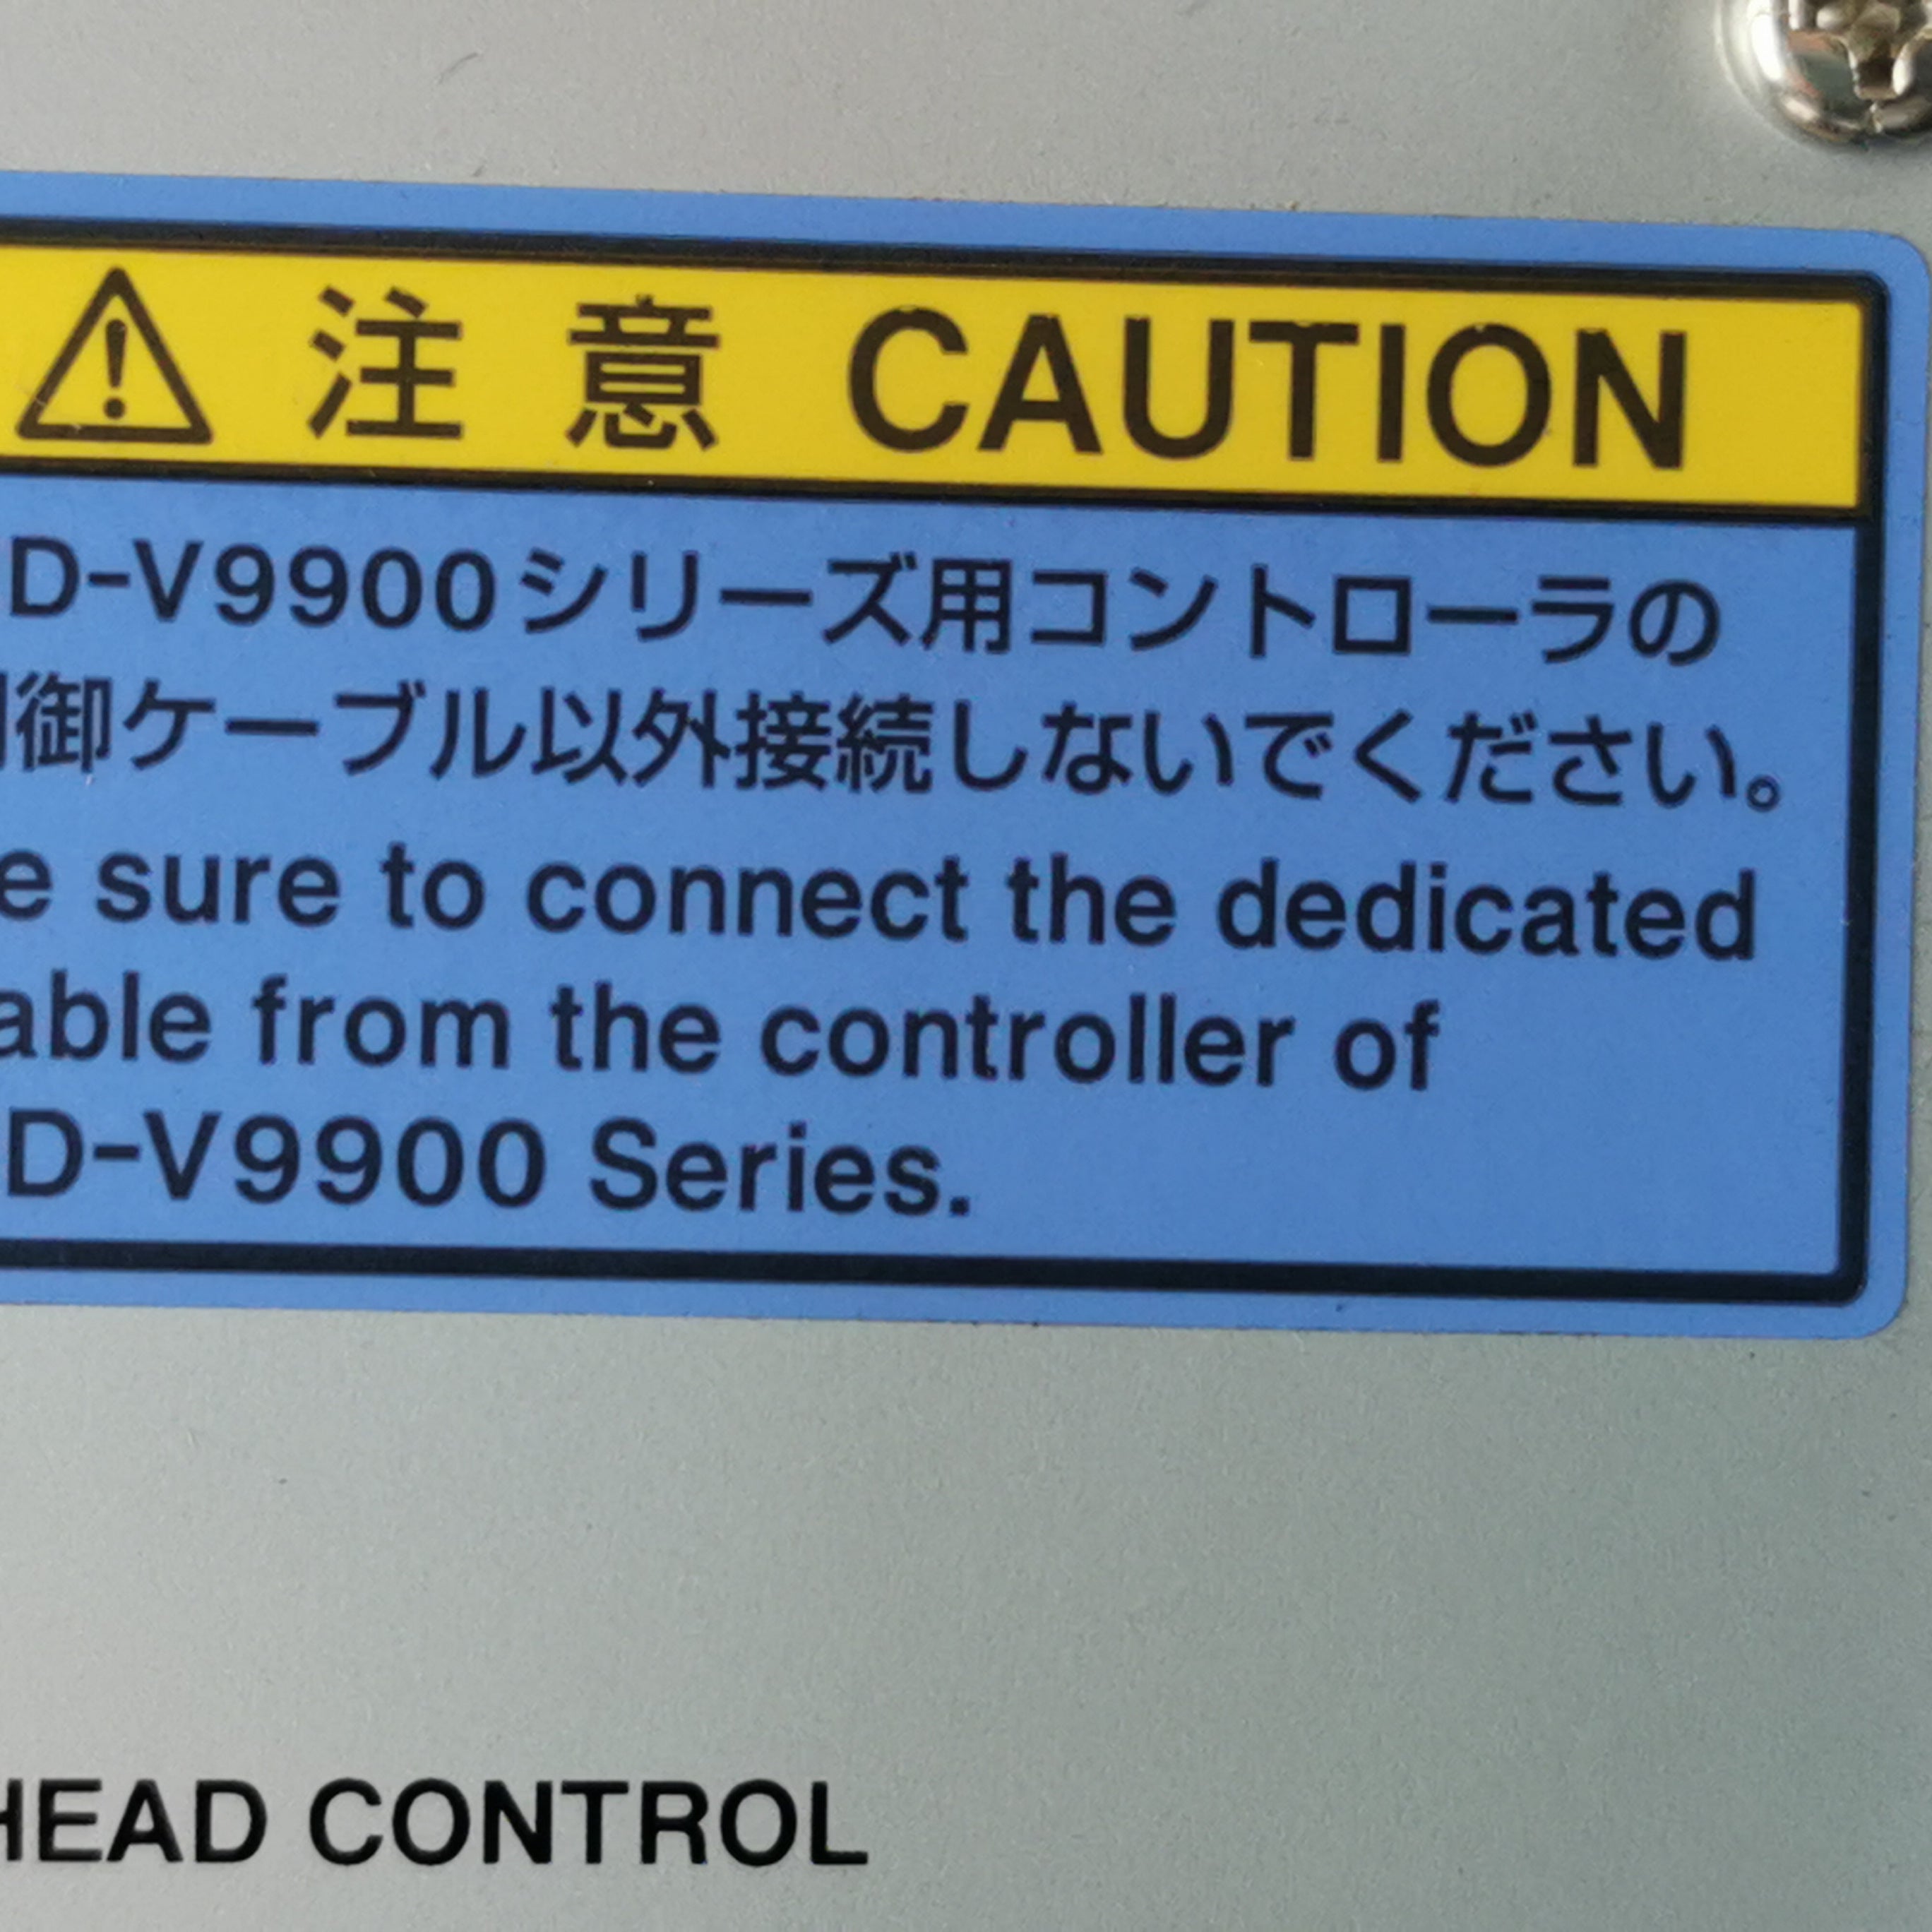 注 意 CAUTION
D-V9900シリーズ用コントローラの
御ケーブル以外接続しないでください。
e sure to connect the dedicated
able from the controller of
D-V9900 Series.
HEAD CONTROL